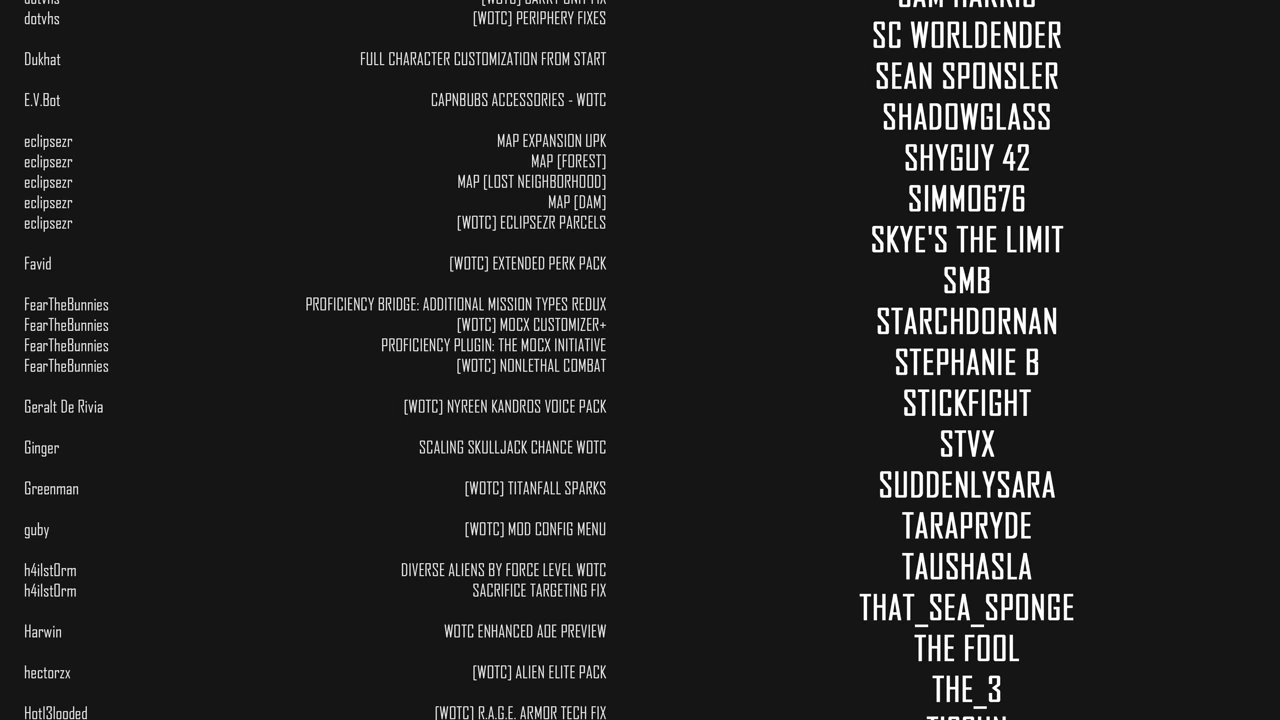 dotvhs [WOTC] PERIPHERY FIXES
Dukhat FULL CHARACTER CUSTOMIZATION FROM START
E.V.Bot CAPNBUBS ACCESSORIES - WOTC
eclipsezr MAP EXPANSION UPK
eclipsezr MAP [FOREST]
eclipsezr MAP [LOST NEIGHBORHOOD]
eclipsezr MAP [DAM]
eclipsezr [WOTC] ECLIPSEZR PARCELS
Favid [WOTC] EXTENDED PERK PACK
FearTheBunnies PROFICIENCY BRIDGE: ADDITIONAL MISSION TYPES REDUX
FearTheBunnies [WOTC] MOCX CUSTOMIZER+
FearTheBunnies PROFICIENCY PLUGIN: THE MOCX INITIATIVE
FearTheBunnies [WOTC] NONLETHAL COMBAT
Geralt De Rivia [WOTC] NYREEN KANDROS VOICE PACK
Ginger SCALING SKULLJACK CHANCE WOTC
Greenman [WOTC] TITANFALL SPARKS
guby [WOTC] MOD CONFIG MENU
h4ilst0rm DIVERSE ALIENS BY FORCE LEVEL WOTC
h4ilst0rm SACRIFICE TARGETING FIX
Harwin WOTC ENHANCED AOE PREVIEW
hectorzx [WOTC] ALIEN ELITE PACK
Hotl3looded [WOTC] R.A.G.E. ARMOR TECH FIX
SAM HARRIS
SC WORLDENDER
SEAN SPONSLER
SHADOWGLASS
SHYGUY 42
SIMMO676
SKYE'S THE LIMIT
SMB
STARCHDORNAN
STEPHANIE B
STICKFIGHT
STVX
SUDDENLYSARA
TARAPRYDE
TAUSHASLA
THAT_SEA_SPONGE
THE FOOL
THE_3